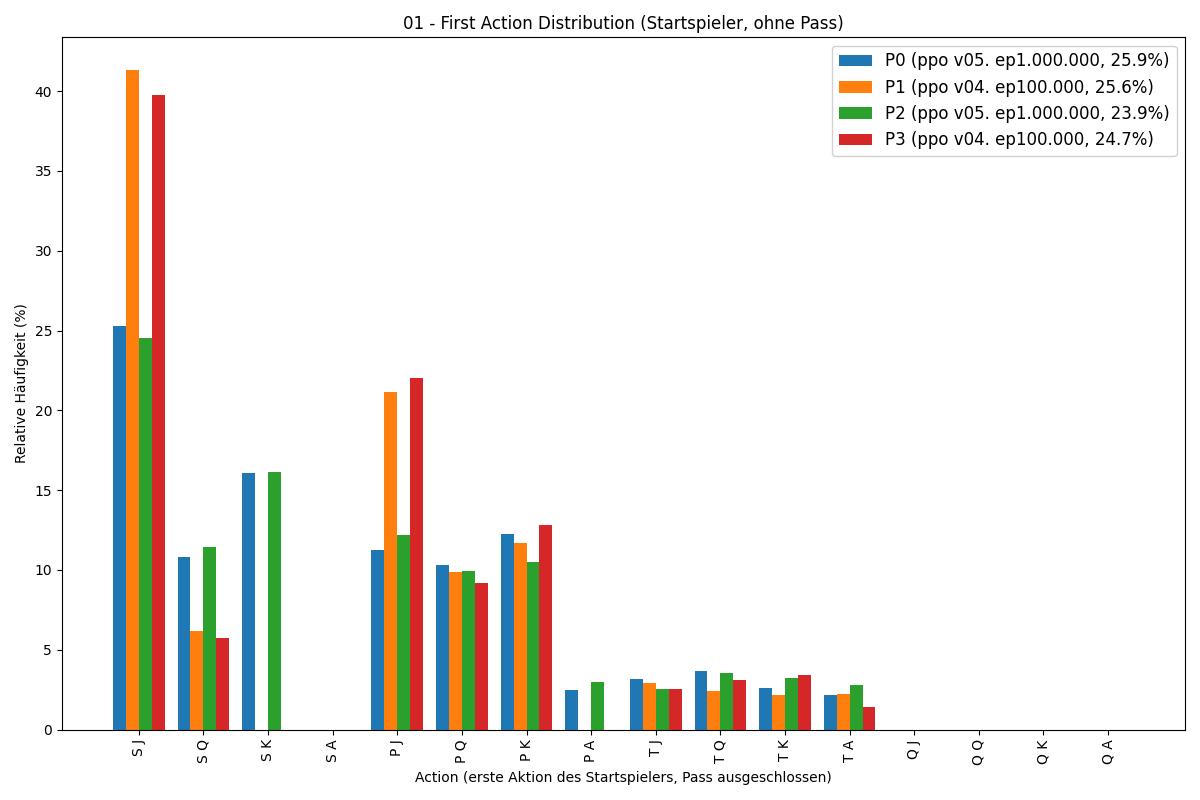 01 - First Action Distribution (Startspieler, ohne Pass)
P0 (ppo v05. ep1.000.000, 25.9%)
P1 (ppo v04. ep100.000, 25.6%)
P2 (ppo v05. ep1.000.000, 23.9%)
P3 (ppo v04. ep100.000, 24.7%)
Relative Häufigkeit (%)
40
35
30
25
20
15
10
5
0
S J
S Q
S K
S A
P J
P Q
P K
P A
T J
T Q
T K
T A
Q J
Q Q
Q K
Q A
Action (erste Aktion des Startspielers, Pass ausgeschlossen)